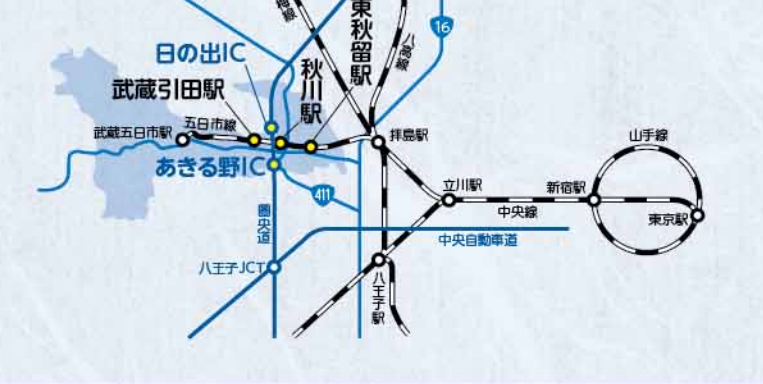 梅線
東秋留駅
八高線
16
日の出IC
秋川駅
武蔵引田駅
武蔵五日市駅
五日市線
拝島駅
山手線
あきる野IC
411
立川駅
新宿駅
中央線
東京駅
圏央道
中央自動車道
八王子JCT
八王子駅